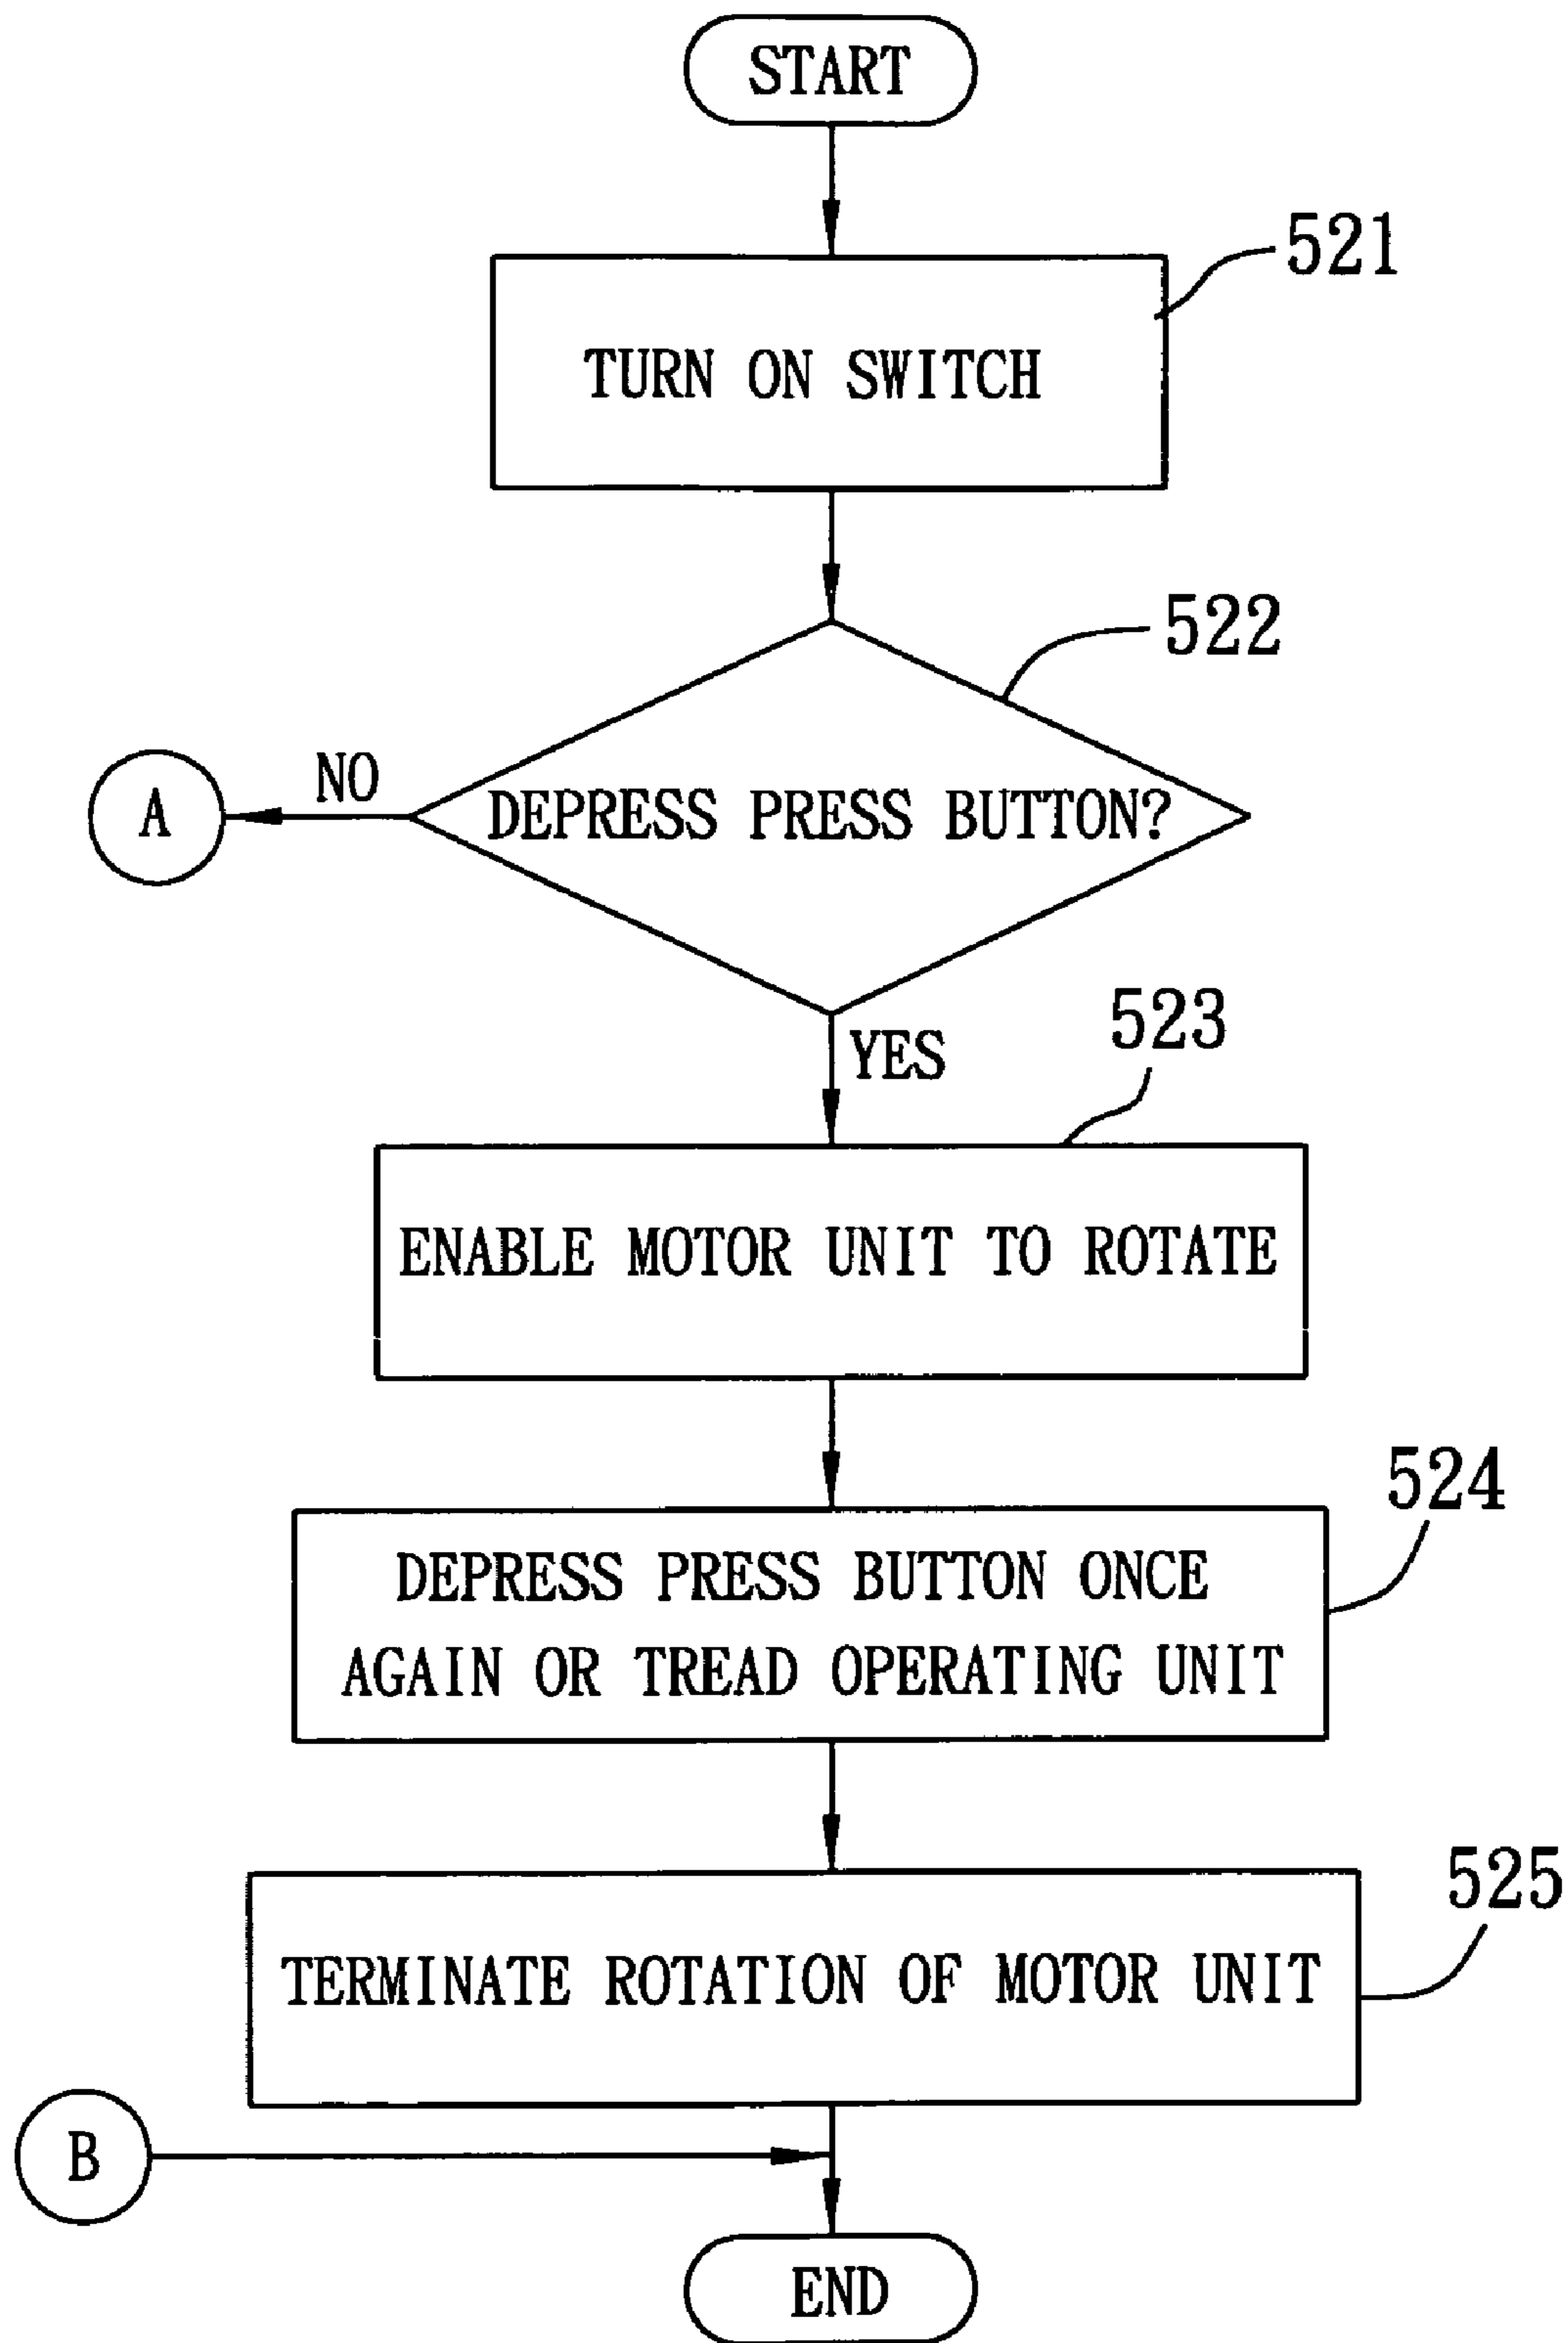 START
521
TURN ON SWITCH
522
NO
A
DEPRESS PRESS BUTTON?
YES
523
ENABLE MOTOR UNIT TO ROTATE
524
DEPRESS PRESS BUTTON ONCE
AGAIN OR TREAD OPERATING UNIT
525
TERMINATE ROTATION OF MOTOR UNIT
B
END